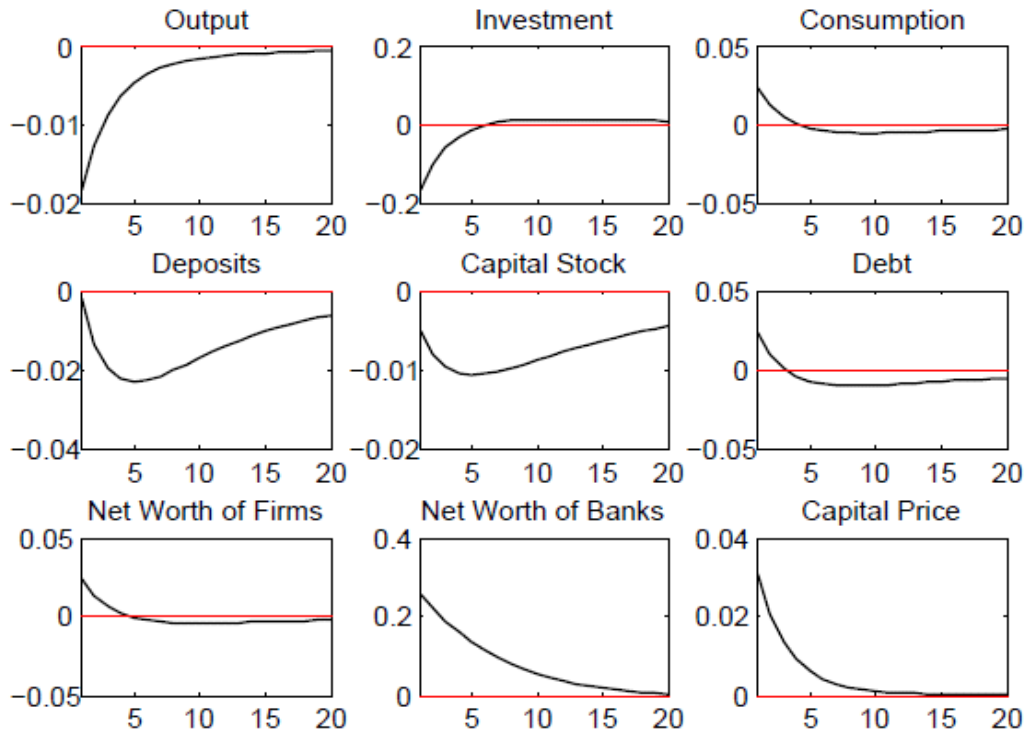 Output Investment Consumption
0 0.2 0.05
−0.01 0 0
−0.02 −0.2 −0.05
5 10 15 20 5 10 15 20 5 10 15 20
Deposits Capital Stock Debt
0 0 0.05
−0.02 −0.01 0
−0.04 −0.02 −0.05
5 10 15 20 5 10 15 20 5 10 15 20
Net Worth of Firms Net Worth of Banks Capital Price
0.05 0.4 0.04
0 0.2 0.02
−0.05 0 0
5 10 15 20 5 10 15 20 5 10 15 20